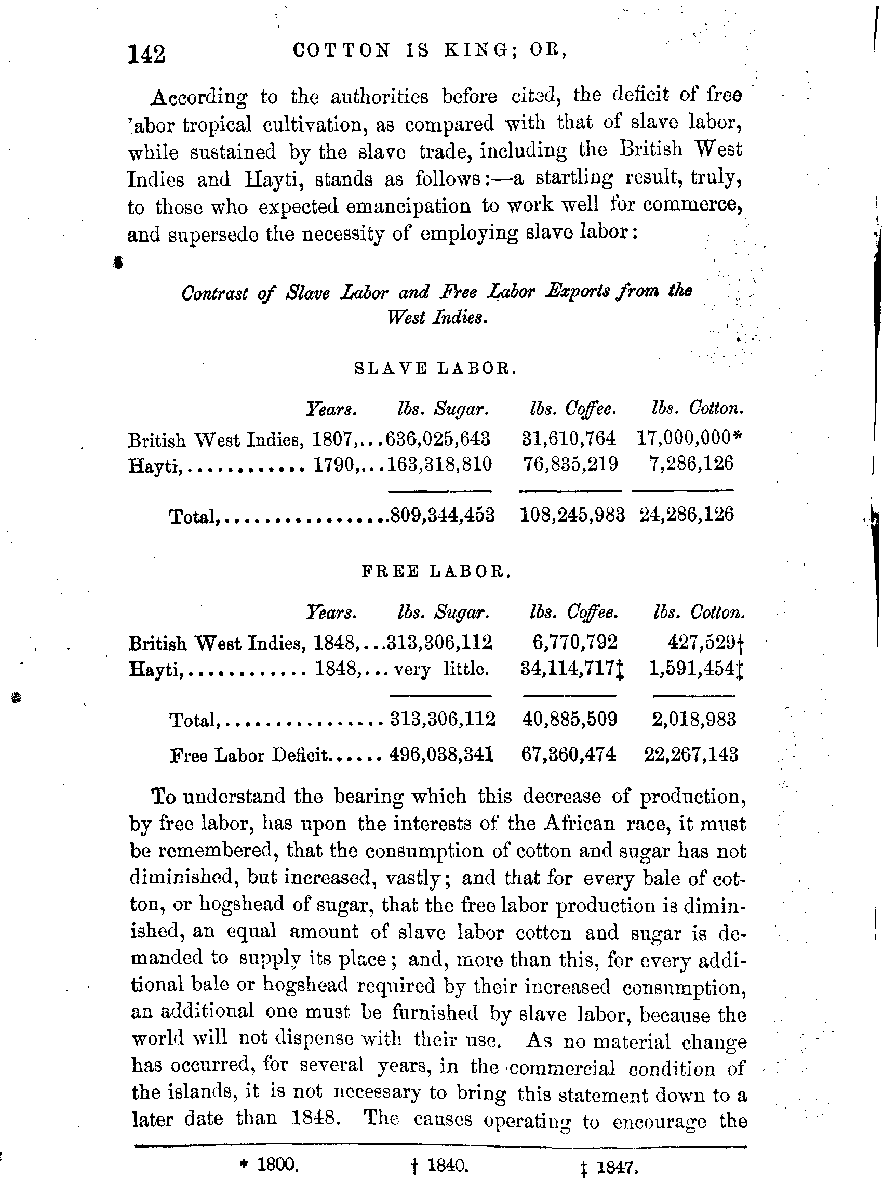 142 COTTON IS KING; OR,
According to the authorities before cited, the deficit of free
'abor tropical cultivation, as compared with that of slave labor,
while sustained by the slave trade, including the British West
Indies and Hayti, stands as follows:—a startling result, truly,
to those who expected emancipation to work well for commerce,
and supersede the necessity of employing slave labor:
Contrast of Slave Labor and Free Labor Exports from the
West Indies.
SLAVE LABOR.
Years. lbs. Sugar. lbs. Coffee. lbs. Cotton.
British West Indies, 1807,...636,025,643 31,610,764 17,000,000*
Hayti,............ 1790,...163,318,810 76,835,219 7,286,126
Total,.................809,344,453 108,245,983 24,286,126
FREE LABOR.
Years. lbs. Sugar. lbs. Coffee. lbs. Cotton.
British West Indies, 1848,...313,306,112 6,770,792 427,529†
Hayti,............ 1848,... very little. 34,114,717‡ 1,591,454‡
Total,................ 313,306,112 40,885,509 2,018,983
Free Labor Deficit...... 496,038,341 67,360,474 22,267,143
To understand the bearing which this decrease of production,
by free labor, has upon the interests of the African race, it must
be remembered, that the consumption of cotton and sugar has not
diminished, but increased, vastly; and that for every bale of cot-
ton, or hogshead of sugar, that the free labor production is dimin-
ished, an equal amount of slave labor cotton and sugar is de-
manded to supply its place; and, more than this, for every addi-
tional bale or hogshead required by their increased consumption,
an additional one must be furnished by slave labor, because the
world will not dispense with their use. As no material change
has occurred, for several years, in the commercial condition of
the islands, it is not necessary to bring this statement down to a
later date than 1848. The causes operating to encourage the
* 1800. † 1840. ‡ 1847.